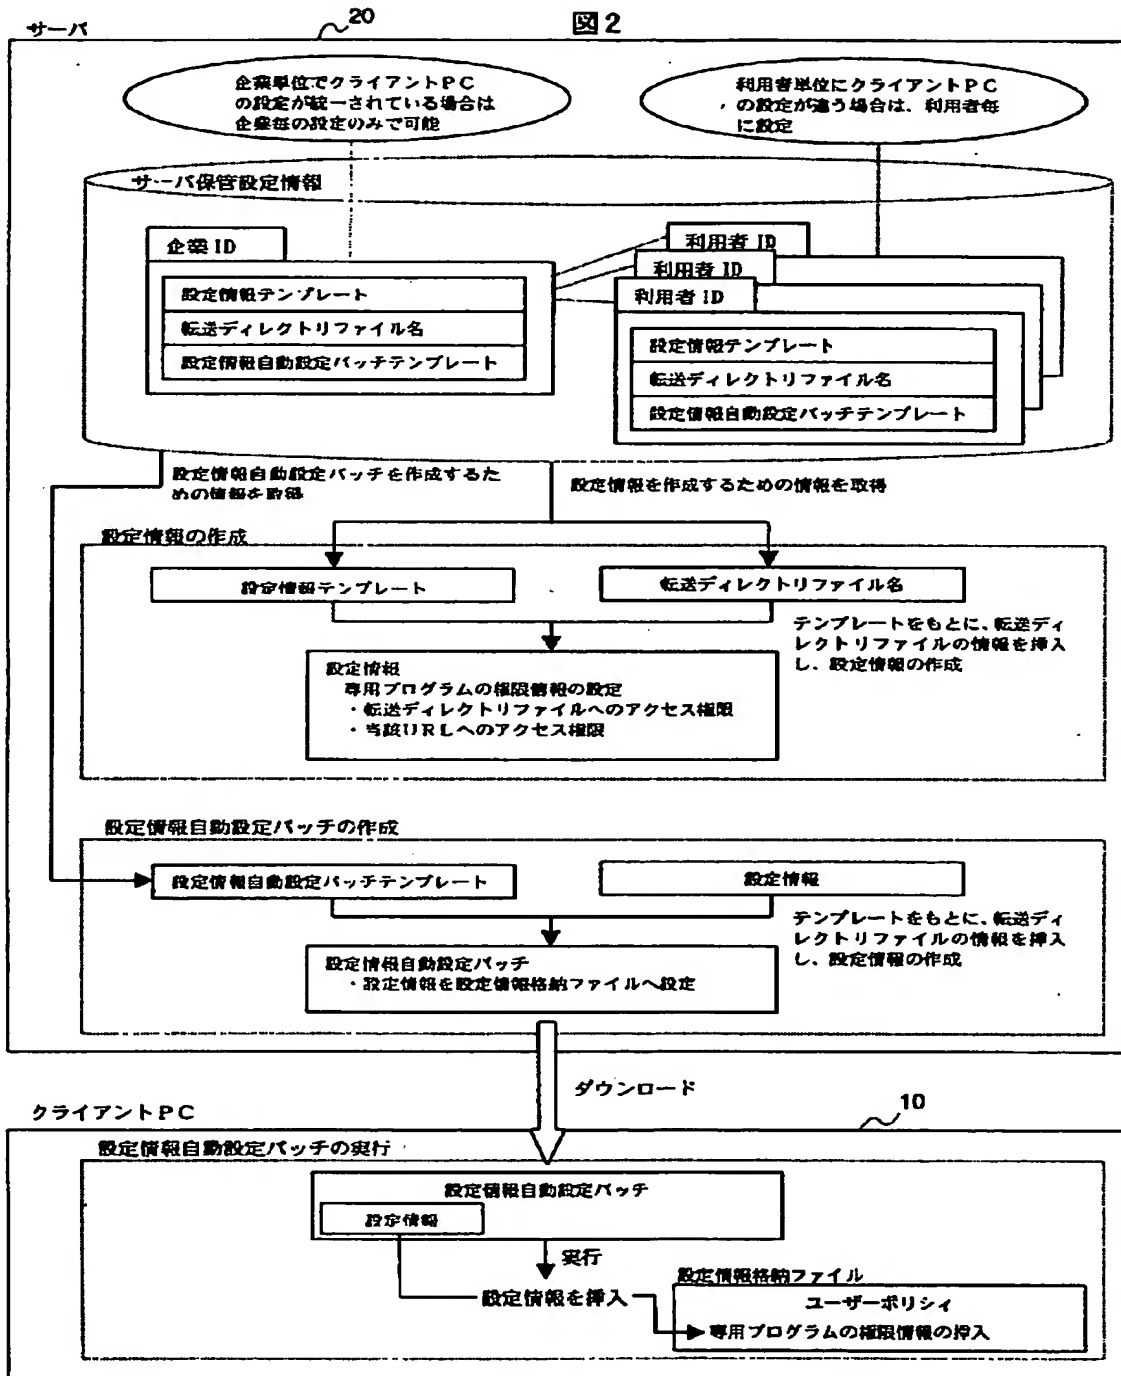 図2
サーバ
20
企業単位でクライアントPC
の設定が統一されている場合は
企業毎の設定のみで可能
利用者単位にクライアントPC
の設定が違う場合は、利用者毎
に設定
サーバ保管設定情報
企業ID
設定情報テンプレート
転送ディレクトリファイル名
設定情報自動設定バッチテンプレート
利用者ID
利用者ID
利用者ID
設定情報テンプレート
転送ディレクトリファイル名
設定情報自動設定バッチテンプレート
設定情報自動設定バッチを作成するた
めの情報を取得
設定情報を作成するための情報を取得
設定情報の作成
設定情報テンプレート
転送ディレクトリファイル名
テンプレートをもとに、転送ディ
レクトリファイルの情報を挿入
し、設定情報の作成
設定情報
専用プログラムの権限情報の設定
・転送ディレクトリファイルへのアクセス権限
・当該URLへのアクセス権限
設定情報自動設定バッチの作成
設定情報自動設定バッチテンプレート
設定情報
テンプレートをもとに、転送ディ
レクトリファイルの情報を挿入
し、設定情報の作成
設定情報自動設定バッチ
・設定情報を設定情報格納ファイルへ設定
ダウンロード
クライアントPC
10
設定情報自動設定バッチの実行
設定情報自動設定バッチ
設定情報
実行
設定情報を挿入
設定情報格納ファイル
ユーザーポリシィ
専用プログラムの権限情報の挿入